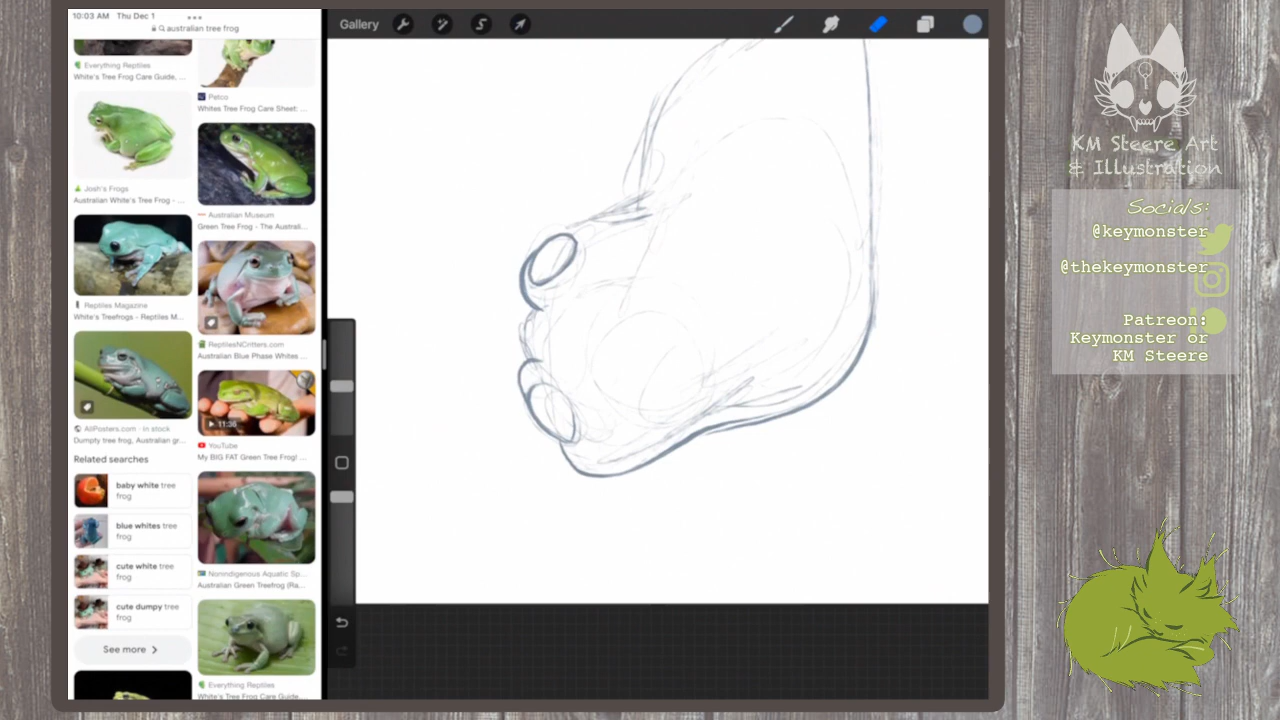 10:03 AM Thu Dec 1
australian tree frog
Everything Reptiles
White's Tree Frog Care Guide, ...
Josh's Frogs
Australian White's Tree Frog - ...
Reptiles Magazine
White's Treefrogs - Reptiles M...
AllPosters.com · In stock
Dumpty tree frog, Australian gr...
Related searches
baby white tree
frog
blue whites tree
frog
cute white tree
frog
cute dumpy tree
frog
See more
Petco
Whites Tree Frog Care Sheet: ...
Australian Museum
Green Tree Frog - The Australi...
ReptilesNCritters.com
Australian Blue Phase Whites ...
11:36
YouTube
My BIG FAT Green Tree Frog! ...
Nonindigenous Aquatic Sp...
Australian Green Treefrog (Ra...
Everything Reptiles
White's Tree Frog Care Guide...
Gallery
KM Steere Art
& Illustration
Socials:
@keymonster
@thekeymonster
Patreon:
Keymonster or
KM Steere